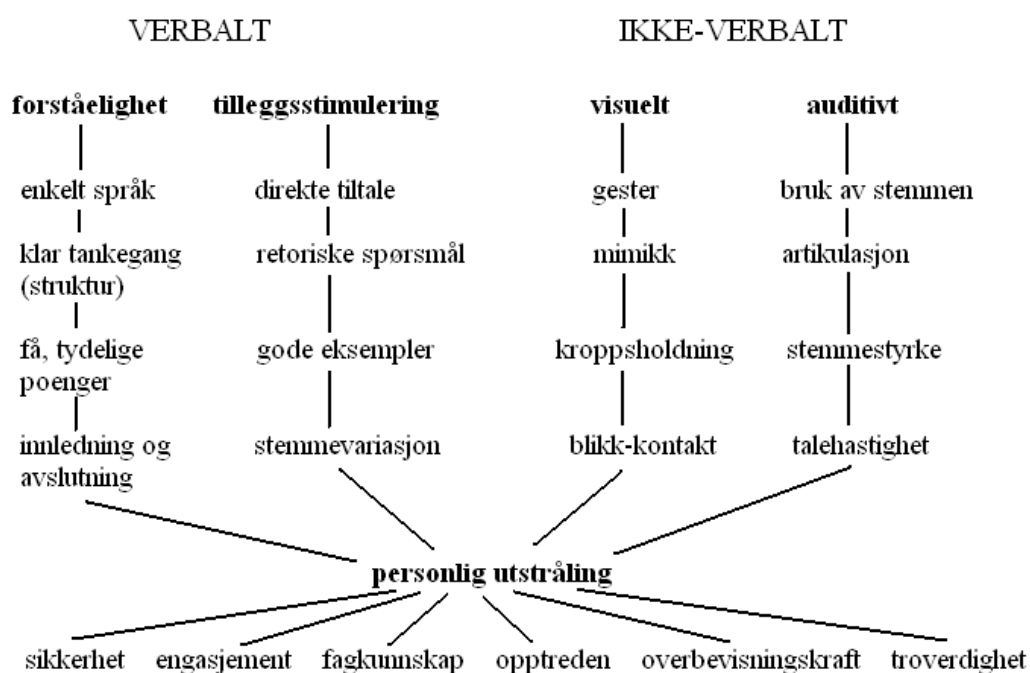 VERBALT IKKE-VERBALT
forståelighet tilleggsstimulering visuelt auditivt
enkelt språk direkte tiltale gester bruk av stemmen
klar tankegang retoriske spørsmål mimikk artikulasjon
(struktur)
få, tydelige gode eksempler kroppsholdning stemmestyrke
poenger
innledning og stemmevariasjon blikk-kontakt talehastighet
avslutning
personlig utstråling
sikkerhet engasjement fagkunnskap opptreden overbevisningskraft troverdighet